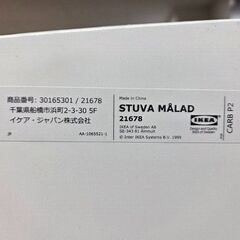 商品番号: 30165301 / 21678
千葉県船橋市浜町2-3-30 5F
イケア・ジャパン株式会社
JP
AA-1065521-1
Made in China
STUVA MÅLAD
21678
IKEA of Sweden AB
SE-343 81 Älmhult
© Inter IKEA Systems B.V. 1999
IKEA
Design and Quality
IKEA of Sweden
CARB P2